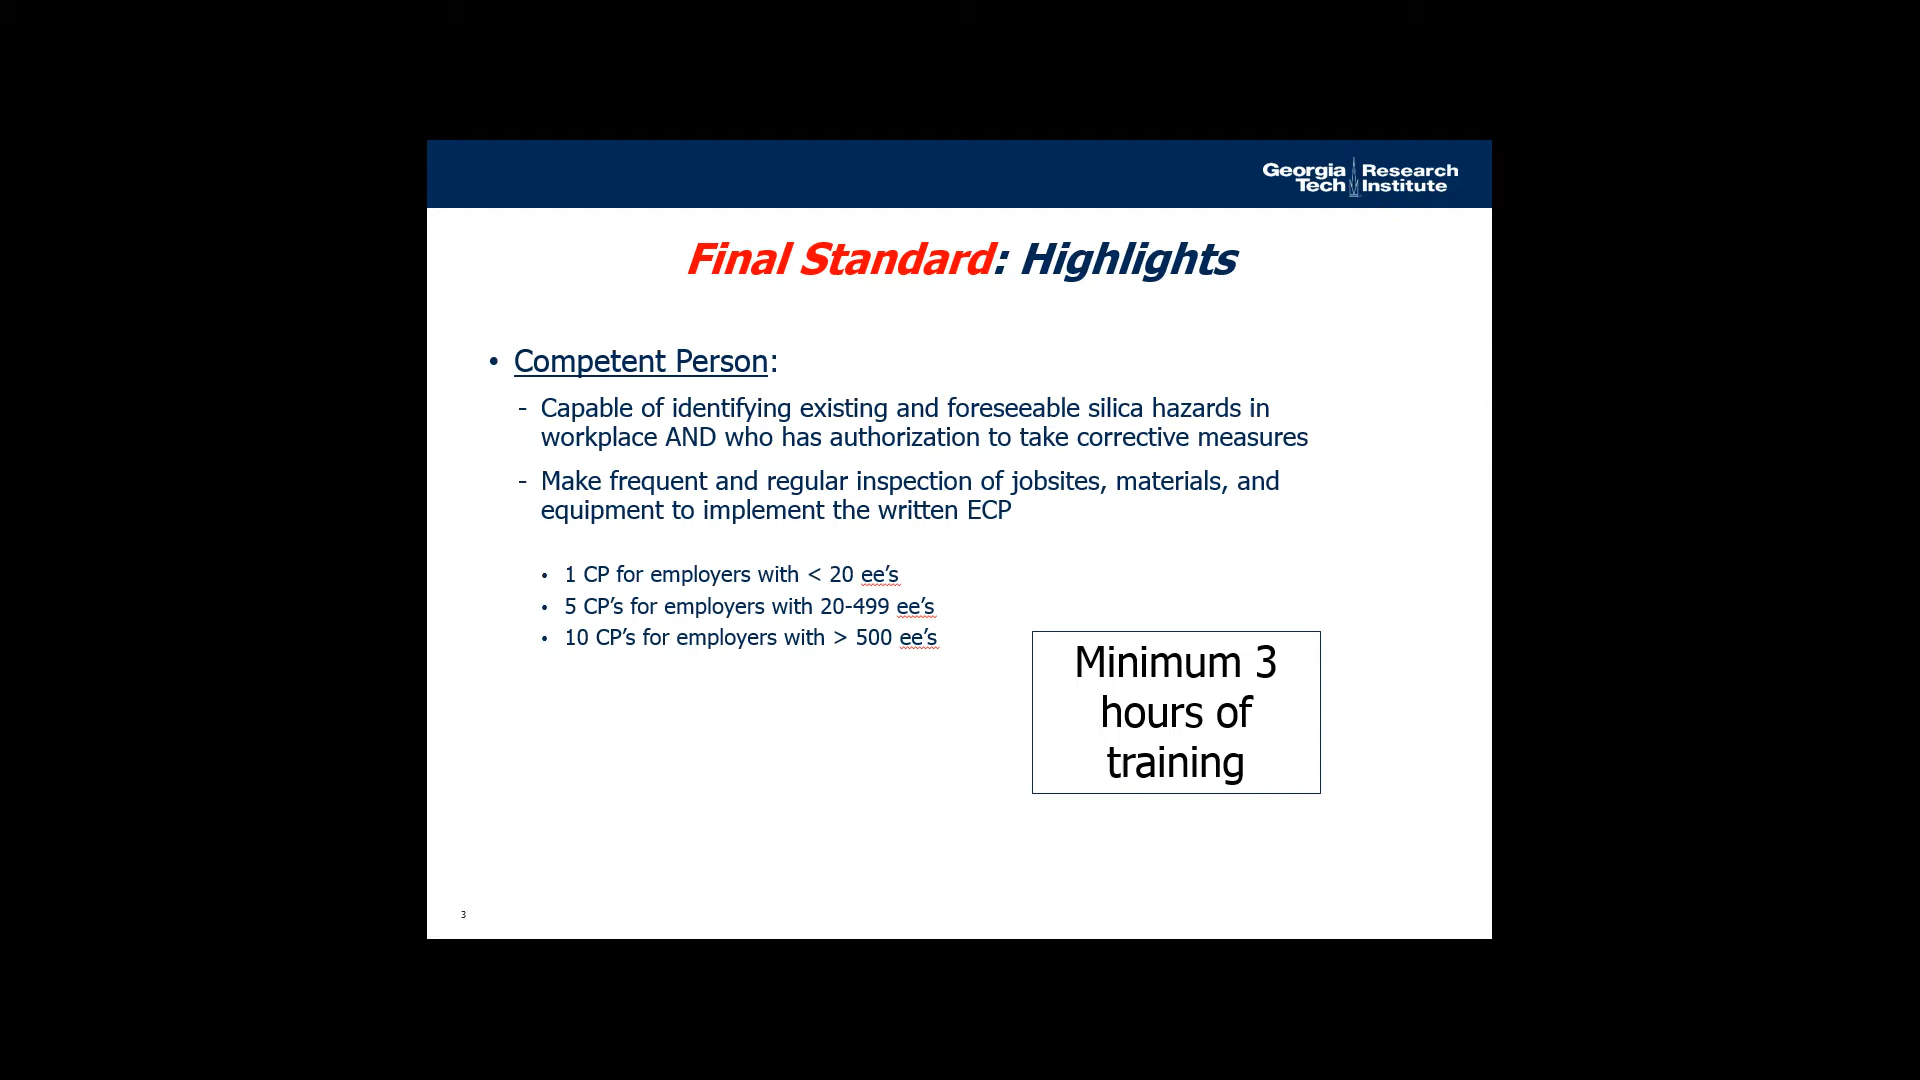 Georgia Tech Research Institute
Final Standard: Highlights
• Competent Person:
- Capable of identifying existing and foreseeable silica hazards in
workplace AND who has authorization to take corrective measures
- Make frequent and regular inspection of jobsites, materials, and
equipment to implement the written ECP
• 1 CP for employers with < 20 ee’s
• 5 CP’s for employers with 20-499 ee’s
• 10 CP’s for employers with > 500 ee’s
Minimum 3
hours of
training
3